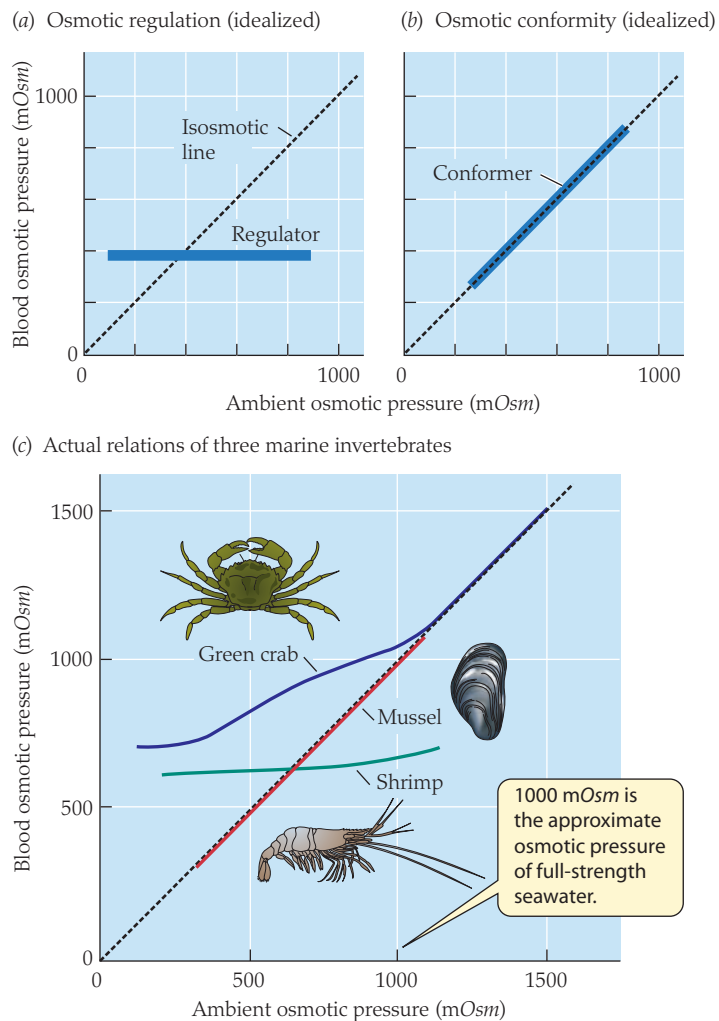 (a) Osmotic regulation (idealized)
Blood osmotic pressure (mOsm)
1000
0
Isosmotic
line
Regulator
0
1000
(b) Osmotic conformity (idealized)
Conformer
0
1000
Ambient osmotic pressure (mOsm)
(c) Actual relations of three marine invertebrates
Blood osmotic pressure (mOsm)
1500
1000
500
0
Green crab
Mussel
Shrimp
1000 mOsm is
the approximate
osmotic pressure
of full-strength
seawater.
0
500
1000
1500
Ambient osmotic pressure (mOsm)